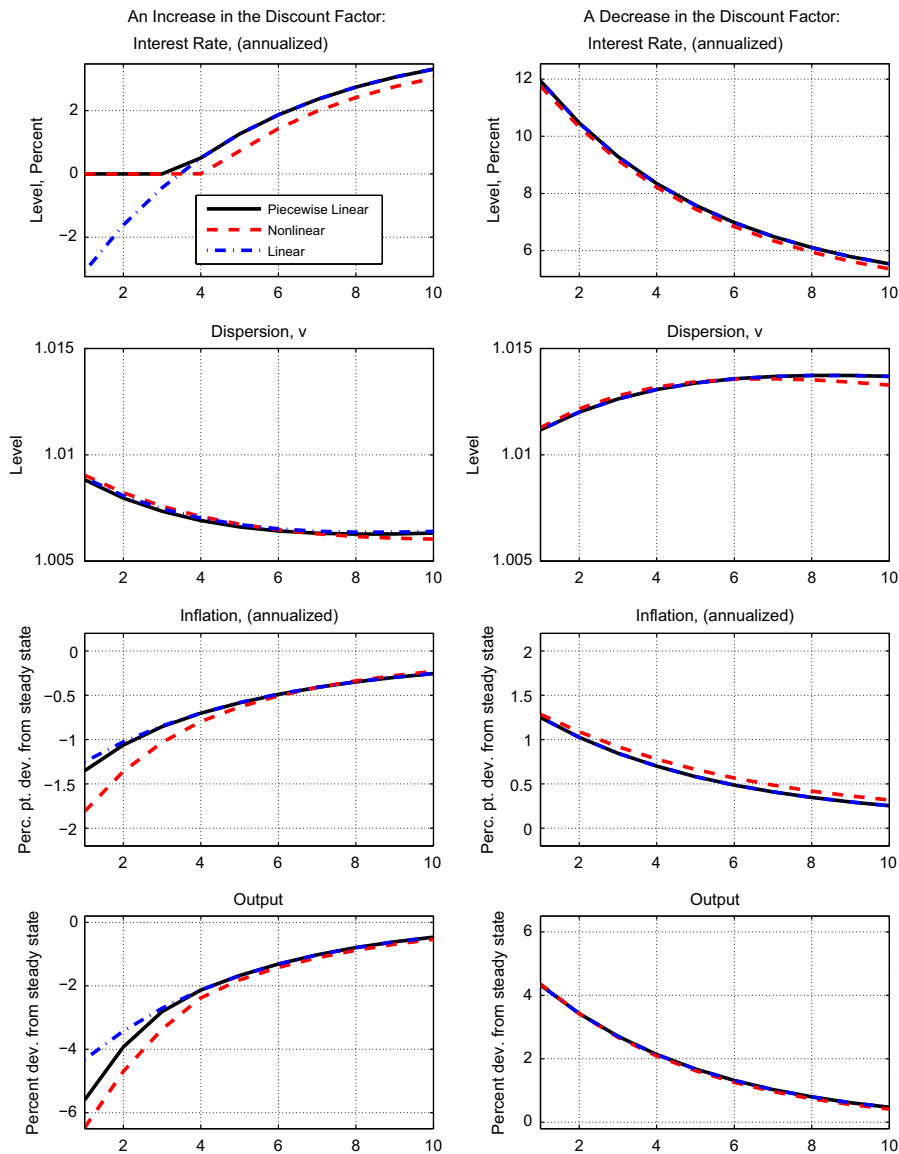 An Increase in the Discount Factor:
Interest Rate, (annualized)
Level, Percent
2
0
−2
Piecewise Linear
Nonlinear
Linear
2 4 6 8 10
A Decrease in the Discount Factor:
Interest Rate, (annualized)
Level, Percent
12
10
8
6
2 4 6 8 10
Dispersion, v
Level
1.015
1.01
1.005
2 4 6 8 10
Dispersion, v
Level
1.015
1.01
1.005
2 4 6 8 10
Inflation, (annualized)
Perc. pt. dev. from steady state
0
−0.5
−1
−1.5
−2
2 4 6 8 10
Inflation, (annualized)
Perc. pt. dev. from steady state
2
1.5
1
0.5
0
2 4 6 8 10
Output
Percent dev. from steady state
0
−2
−4
−6
2 4 6 8 10
Output
Percent dev. from steady state
6
4
2
0
2 4 6 8 10